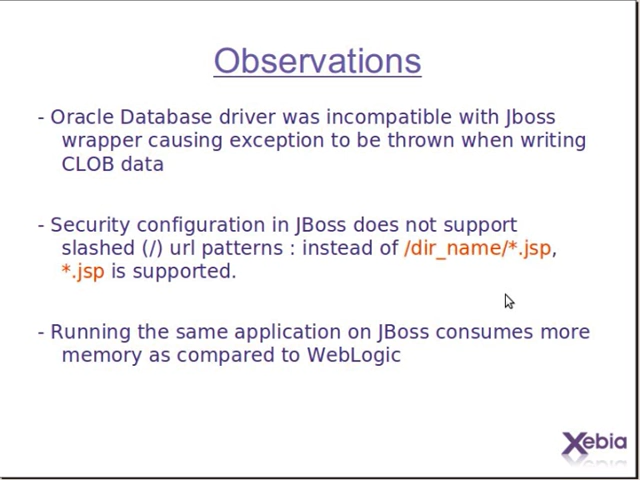 Observations
- Oracle Database driver was incompatible with Jboss
wrapper causing exception to be thrown when writing
CLOB data
- Security configuration in JBoss does not support
slashed (/) url patterns : instead of /dir_name/*.jsp,
*.jsp is supported.
- Running the same application on JBoss consumes more
memory as compared to WebLogic
Xebia